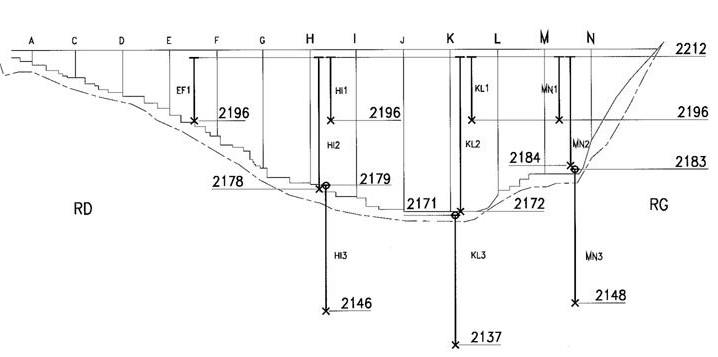 A C D E F G H I J K L M N
2212
EF1 HI1 KL1 MN1
2196 2196 2196
HI2 KL2 MN2
2184 2183
2178 2179
RD 2171 2172 RG
HI3 KL3 MN3
2146 2148
2137